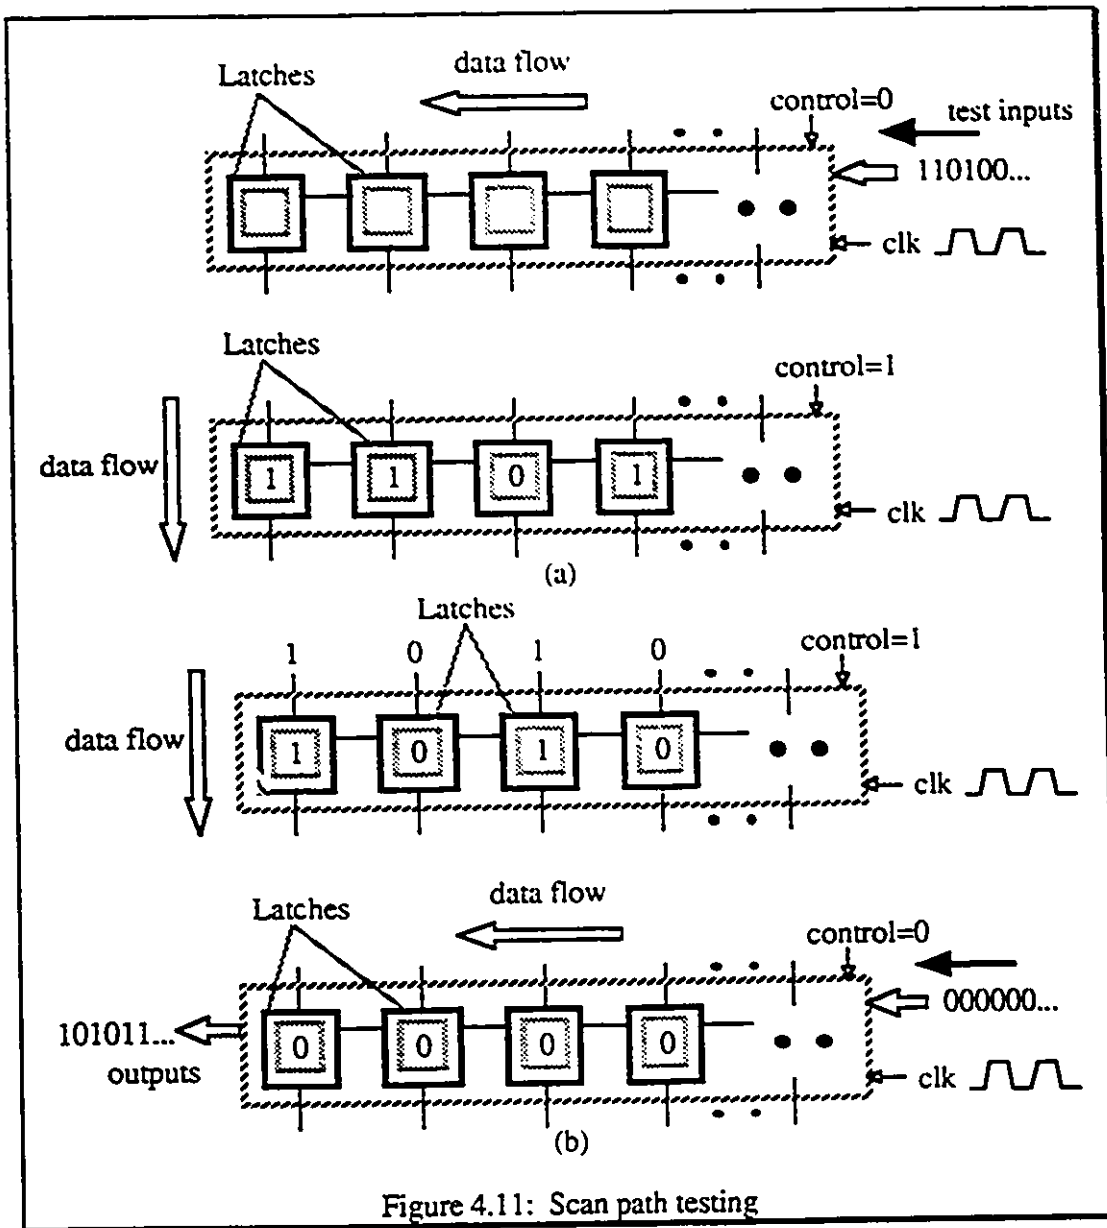 data flow
Latches
control=0
test inputs
110100...
clk
Latches
control=1
data flow
1 1 0 1
clk
(a)
Latches
1 0 1 0
control=1
data flow
1 0 1 0
clk
data flow
Latches
control=0
000000...
101011...
outputs
0 0 0 0
clk
(b)
Figure 4.11: Scan path testing